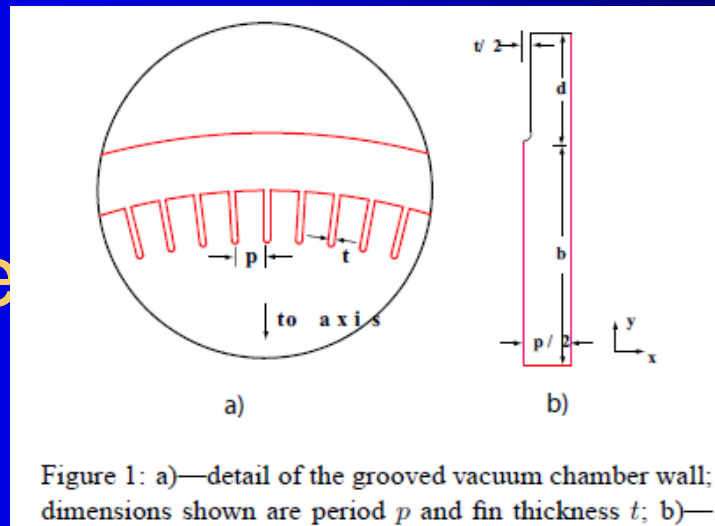 t/ 2
d
p
t
b
to a x i s
p/ 2
y
x
a)
b)
Figure 1: a)—detail of the grooved vacuum chamber wall;
dimensions shown are period p and fin thickness t; b)—